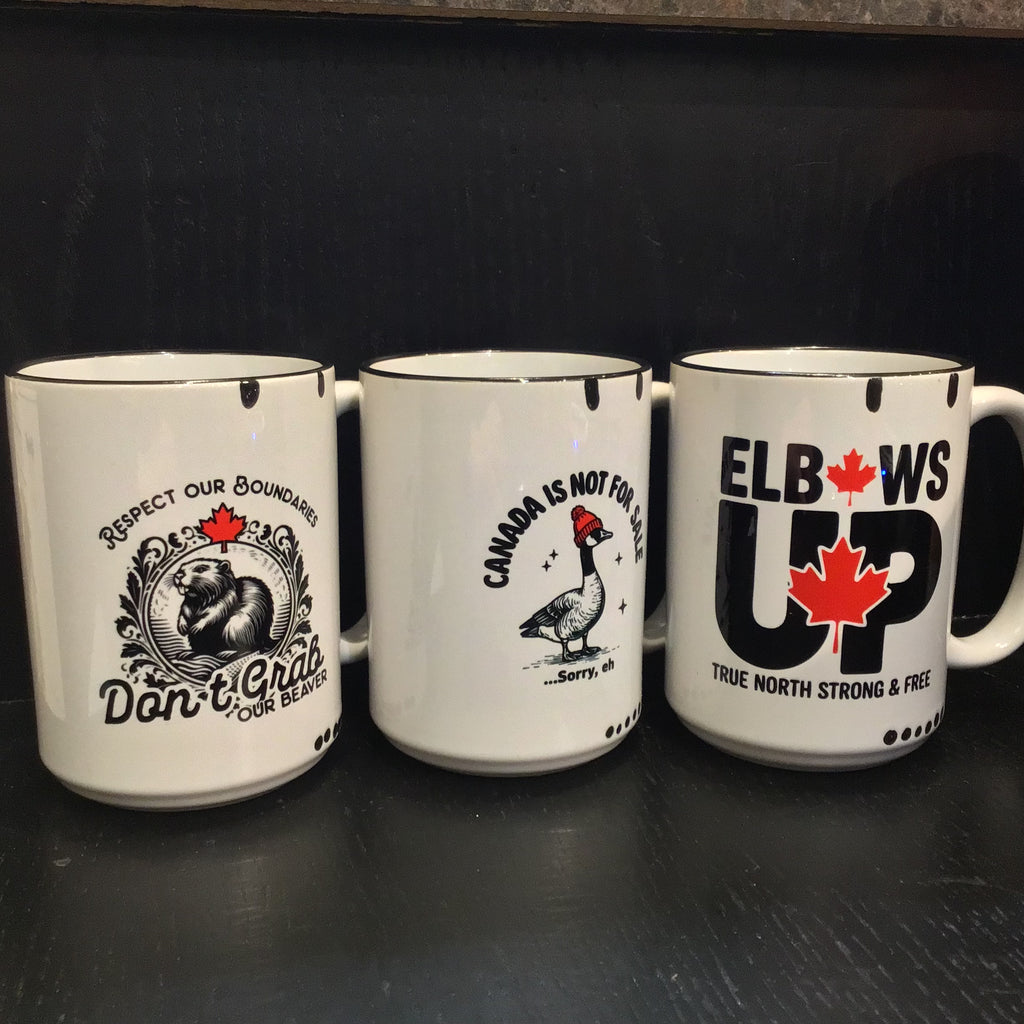 Respect our Boundaries
Don't Grab
our Beaver
CANADA IS NOT FOR SALE
...Sorry, eh
ELBOWS
UP
TRUE NORTH STRONG & FREE